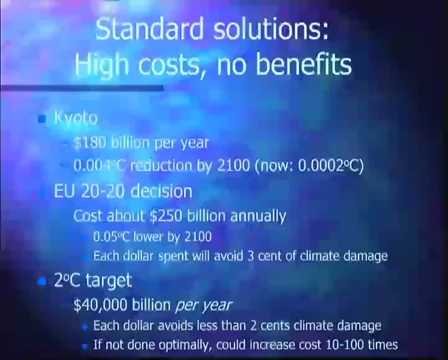 Standard solutions:
High costs, no benefits
Kyoto
– $180 billion per year
– 0.004°C reduction by 2100 (now: 0.0002°C)
EU 20-20 decision
Cost about $250 billion annually
0.05°C lower by 2100
Each dollar spent will avoid 3 cent of climate damage
2°C target
$40,000 billion per year
Each dollar avoids less than 2 cents climate damage
If not done optimally, could increase cost 10-100 times